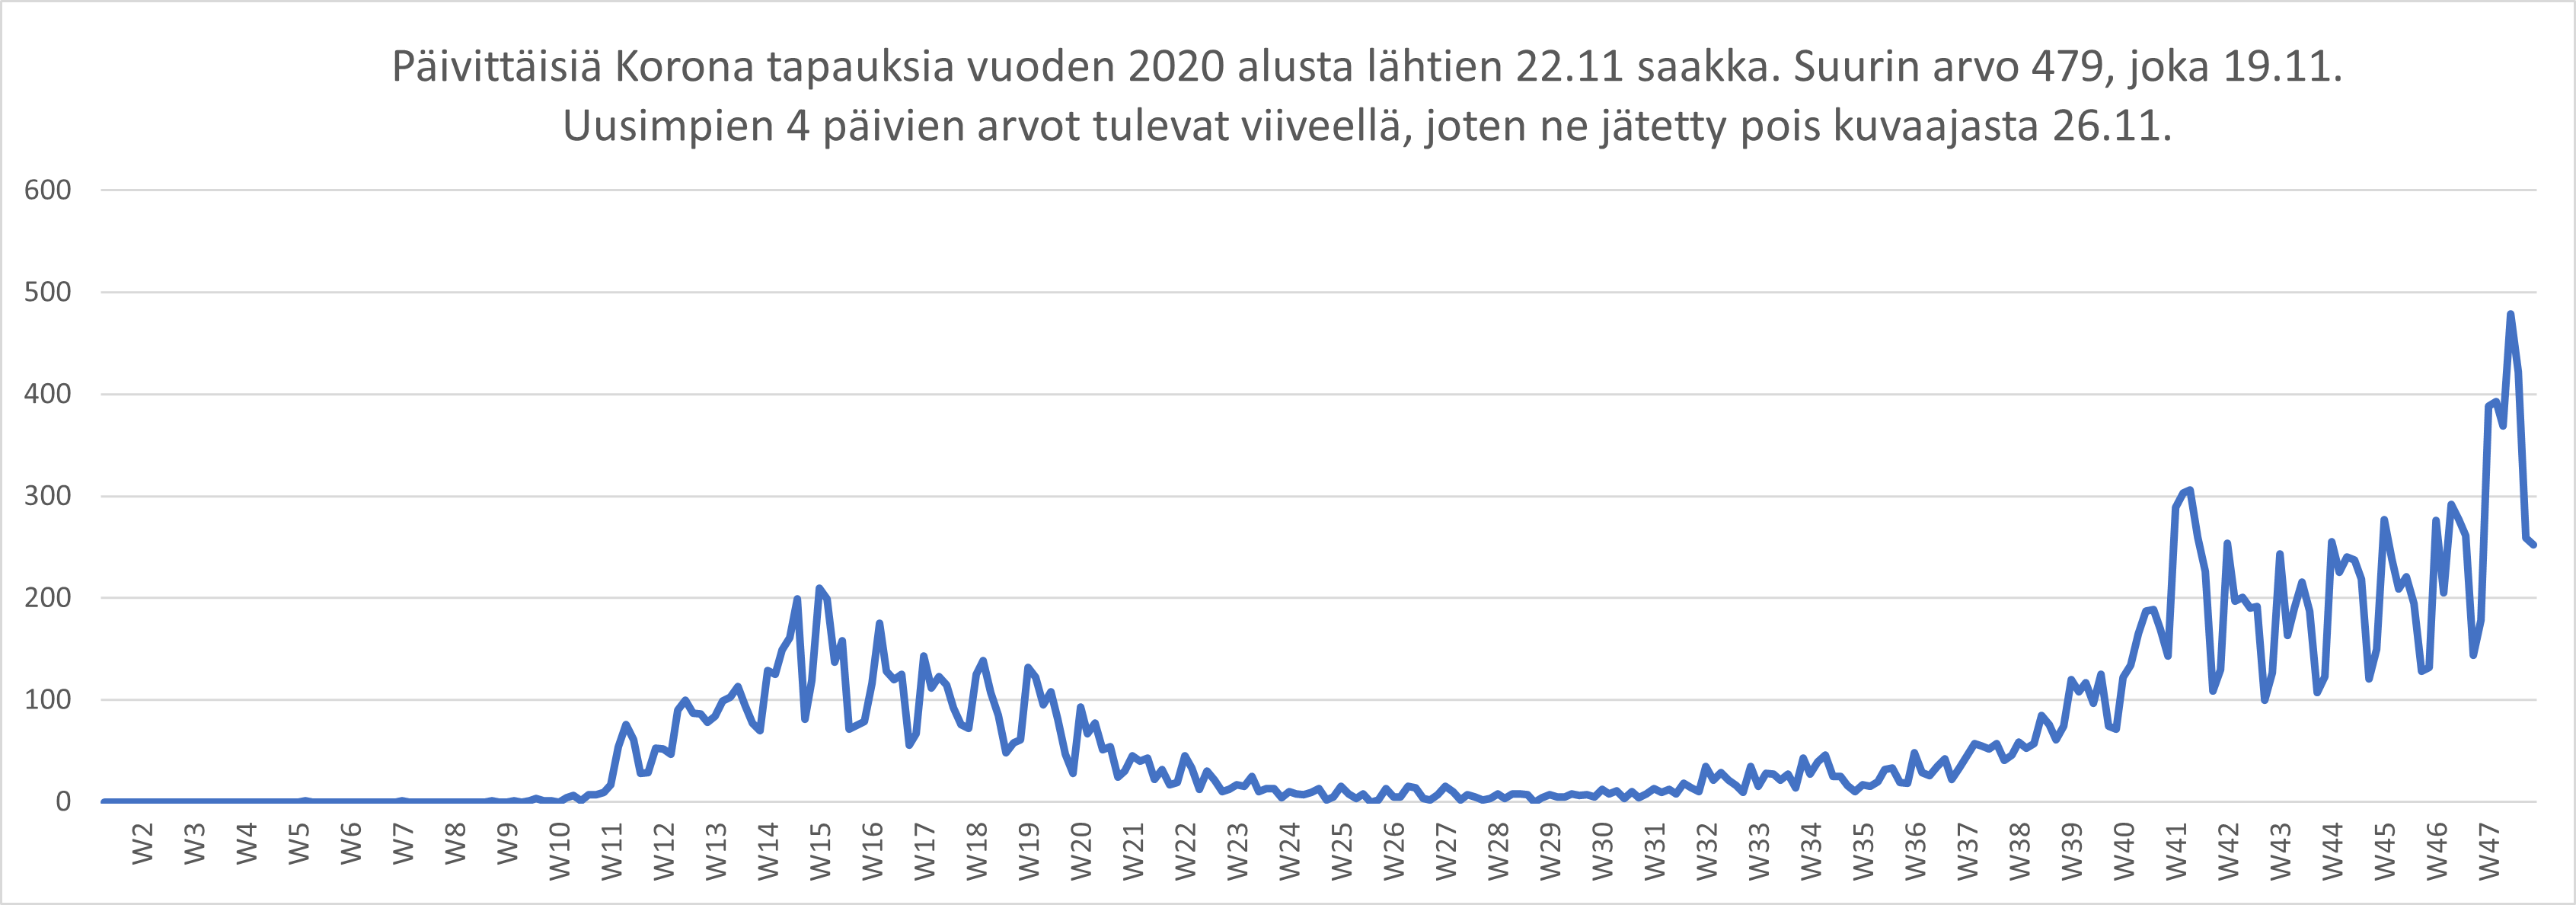 Päivittäisiä Korona tapauksia vuoden 2020 alusta lähtien 22.11 saakka. Suurin arvo 479, joka 19.11.
Uusimpien 4 päivien arvot tulevat viiveellä, joten ne jätetty pois kuvaajasta 26.11.
600
500
400
300
200
100
0
W2
W3
W4
W5
W6
W7
W8
W9
W10
W11
W12
W13
W14
W15
W16
W17
W18
W19
W20
W21
W22
W23
W24
W25
W26
W27
W28
W29
W30
W31
W32
W33
W34
W35
W36
W37
W38
W39
W40
W41
W42
W43
W44
W45
W46
W47